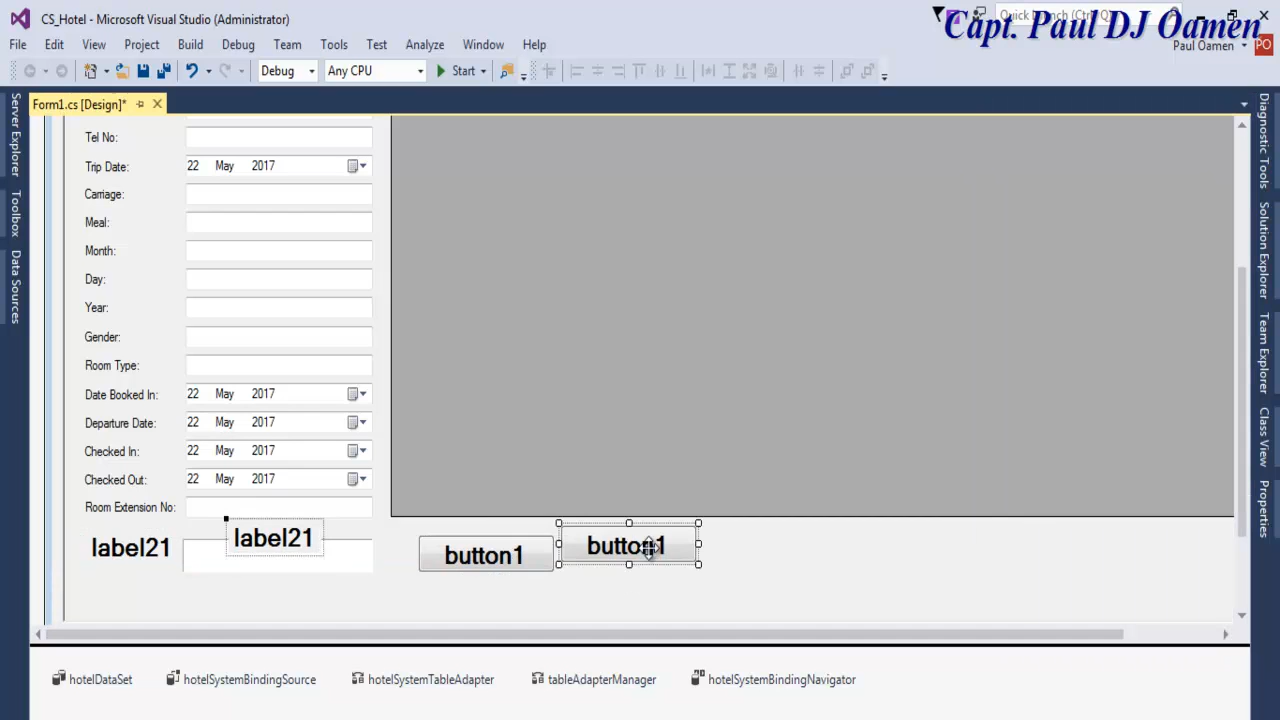 CS_Hotel - Microsoft Visual Studio (Administrator)
Quick Launch (Ctrl+Q)
Capt. Paul DJ Oamen
File Edit View Project Build Debug Team Tools Test Analyze Window Help
Paul Oamen
PO
Debug Any CPU Start
Form1.cs [Design]*
Server Explorer
Toolbox
Data Sources
Tel No:
Trip Date: 22 May 2017
Carriage:
Meal:
Month:
Day:
Year:
Gender:
Room Type:
Date Booked In: 22 May 2017
Departure Date: 22 May 2017
Checked In: 22 May 2017
Checked Out: 22 May 2017
Room Extension No:
label21
label21
button1
button1
Diagnostic Tools
Solution Explorer
Team Explorer
Class View
Properties
hotelDataSet hotelSystemBindingSource hotelSystemTableAdapter tableAdapterManager hotelSystemBindingNavigator